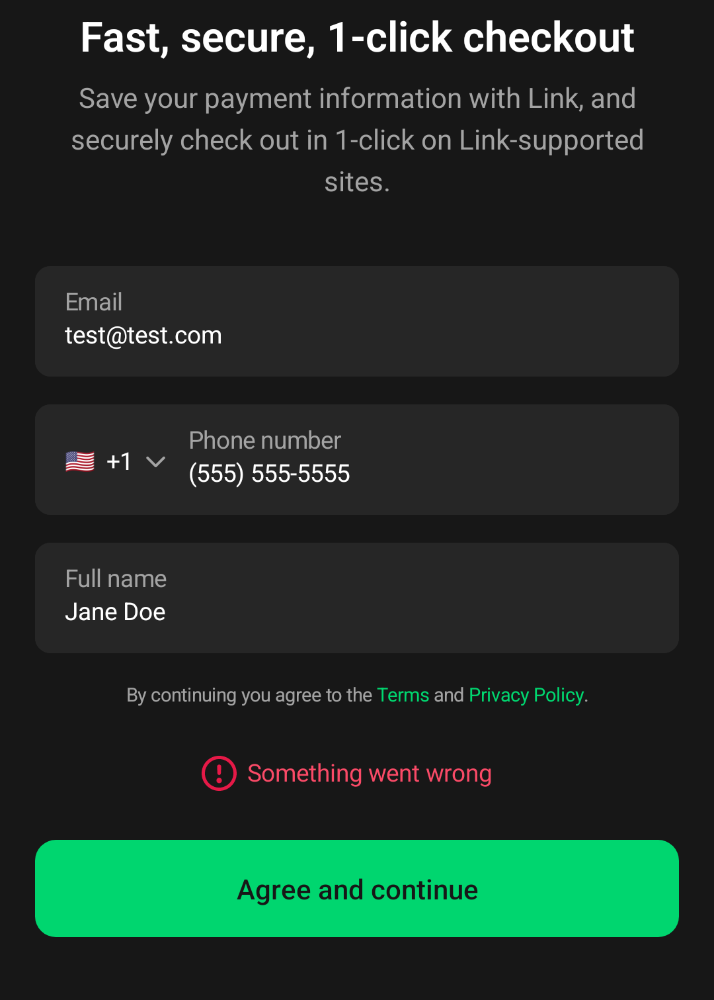 Fast, secure, 1-click checkout
Save your payment information with Link, and
securely check out in 1-click on Link-supported
sites.
Email
test@test.com
+1
Phone number
(555) 555-5555
Full name
Jane Doe
By continuing you agree to the Terms and Privacy Policy.
Something went wrong
Agree and continue